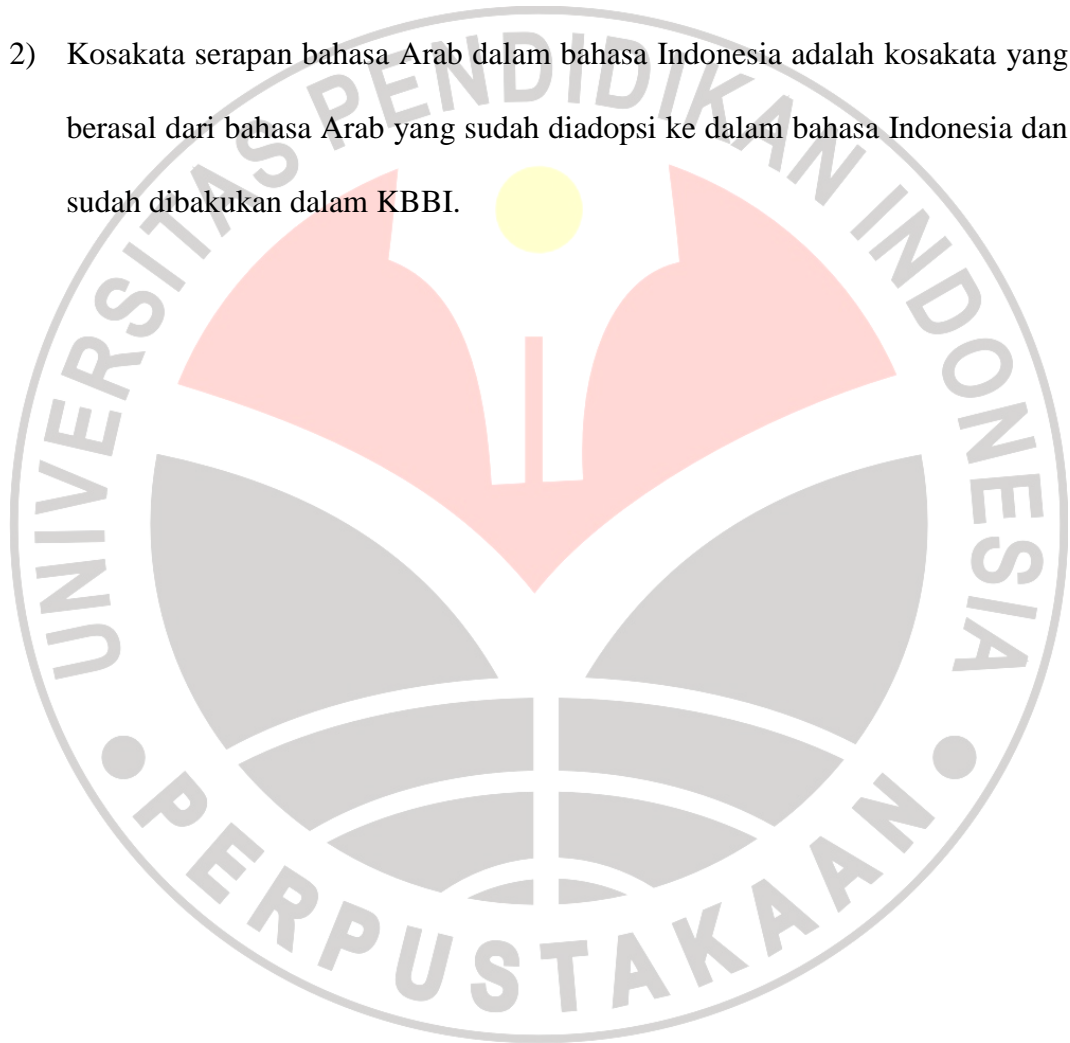 2) Kosakata serapan bahasa Arab dalam bahasa Indonesia adalah kosakata yang
berasal dari bahasa Arab yang sudah diadopsi ke dalam bahasa Indonesia dan
sudah dibakukan dalam KBBI.
UNIVERSITAS PENDIDIKAN INDONESIA
PERPUSTAKAAN